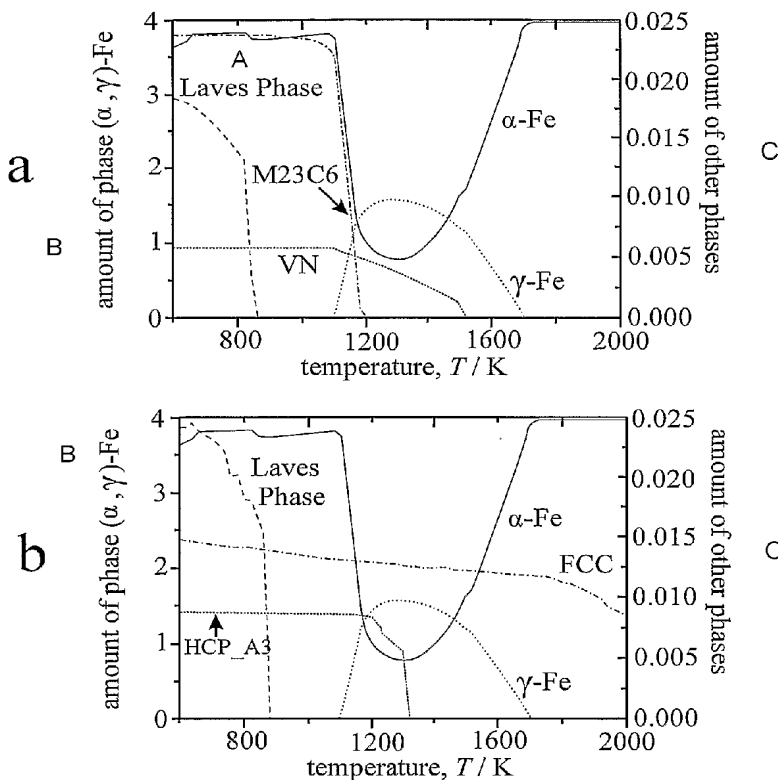 a
amount of phase (α,γ)-Fe
amount of other phases
A
B
C
4
3
2
1
0
0.025
0.020
0.015
0.010
0.005
0.000
Laves Phase
M23C6
VN
α-Fe
γ-Fe
800
1200
1600
2000
temperature, T / K
b
amount of phase (α,γ)-Fe
amount of other phases
B
C
4
3
2
1
0
0.025
0.020
0.015
0.010
0.005
0.000
Laves
Phase
α-Fe
FCC
HCP_A3
γ-Fe
800
1200
1600
2000
temperature, T / K